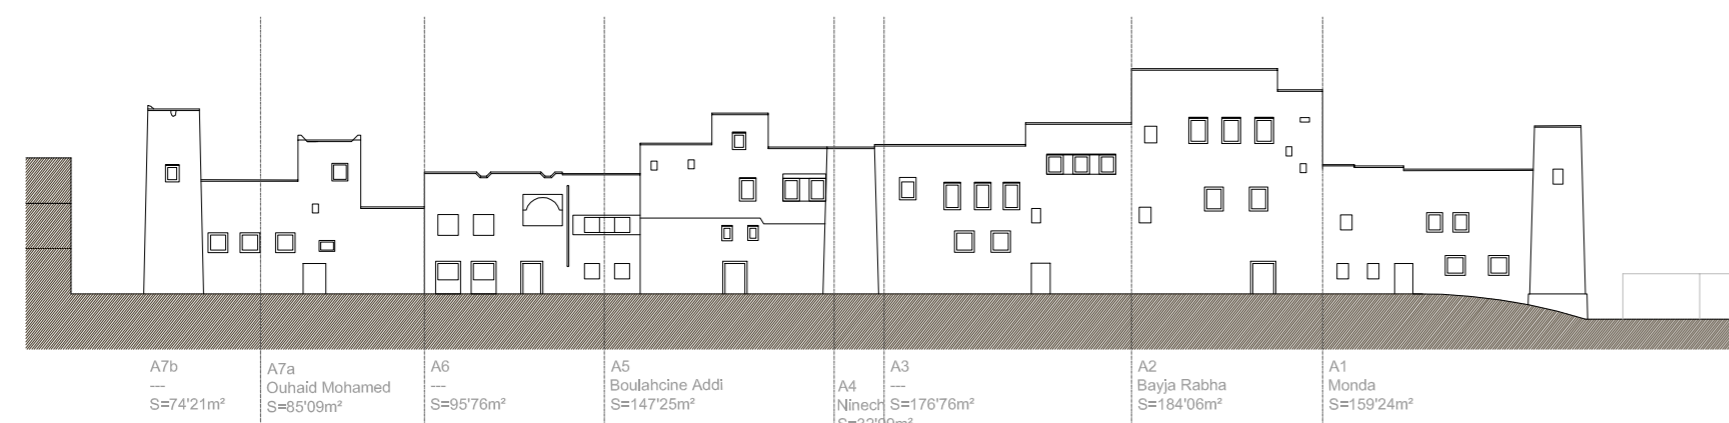 A7b
---
S=74'21m²
A7a
Ouhaid Mohamed
S=85'09m²
A6
---
S=95'76m²
A5
Boulahcine Addi
S=147'25m²
A4
Ninech
A3
---
S=176'76m²
A2
Bayja Rabha
S=184'06m²
A1
Monda
S=159'24m²